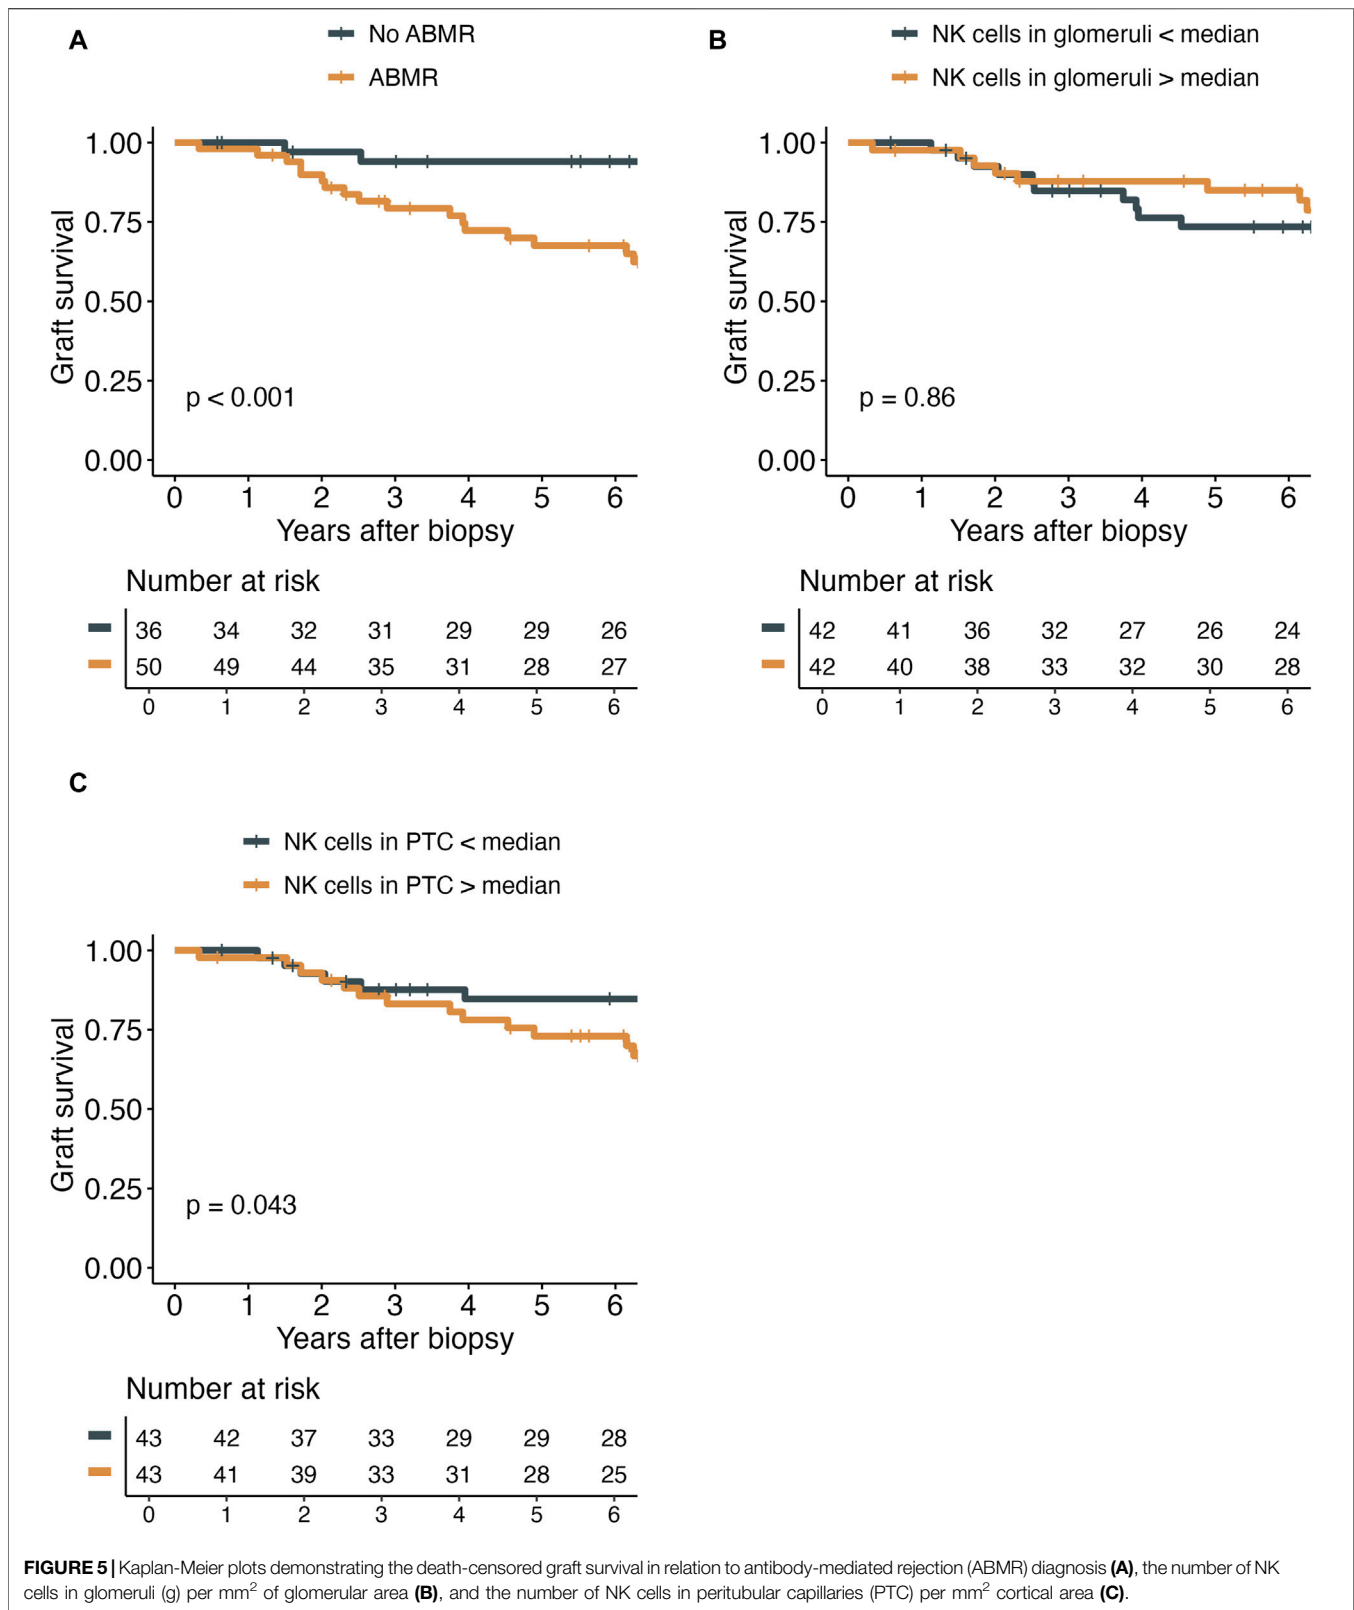 A
No ABMR
ABMR
1.00
0.75
0.50
0.25
0.00
Graft survival
p < 0.001
0 1 2 3 4 5 6
Years after biopsy
Number at risk
36 34 32 31 29 29 26
50 49 44 35 31 28 27
0 1 2 3 4 5 6
B
NK cells in glomeruli < median
NK cells in glomeruli > median
1.00
0.75
0.50
0.25
0.00
Graft survival
p = 0.86
0 1 2 3 4 5 6
Years after biopsy
Number at risk
42 41 36 32 27 26 24
42 40 38 33 32 30 28
0 1 2 3 4 5 6
C
NK cells in PTC < median
NK cells in PTC > median
1.00
0.75
0.50
0.25
0.00
Graft survival
p = 0.043
0 1 2 3 4 5 6
Years after biopsy
Number at risk
43 42 37 33 29 29 28
43 41 39 33 31 28 25
0 1 2 3 4 5 6
FIGURE 5 | Kaplan-Meier plots demonstrating the death-censored graft survival in relation to antibody-mediated rejection (ABMR) diagnosis (A), the number of NK
cells in glomeruli (g) per mm² of glomerular area (B), and the number of NK cells in peritubular capillaries (PTC) per mm² cortical area (C).